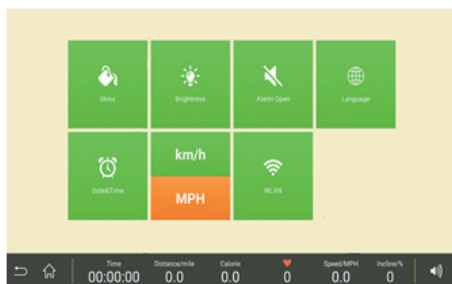 Skins
Brightness
Alarm Open
Language
Date&Time
km/h
MPH
WLAN
Time
00:00:00
Distance/mile
0.0
Calorie
0.0
0
Speed/MPH
0.0
Incline/%
0